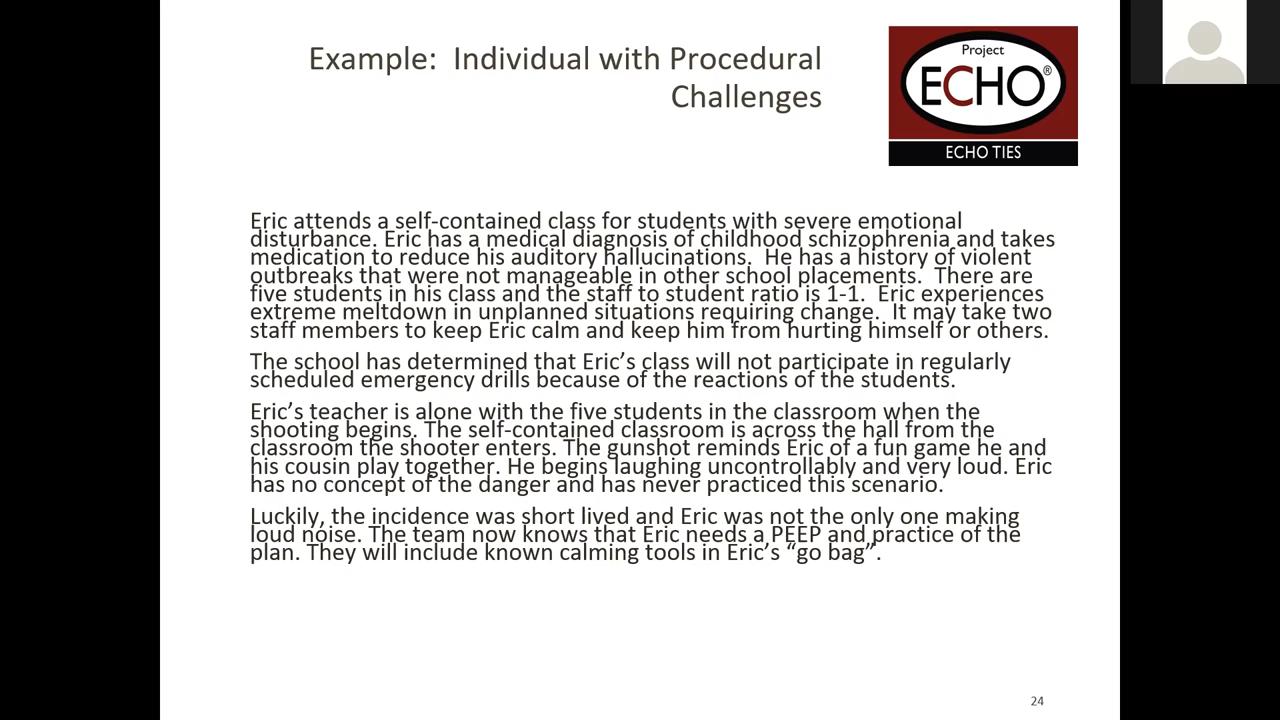 Example:  Individual with Procedural
Challenges
Project
ECHO®
ECHO TIES
Eric attends a self-contained class for students with severe emotional
disturbance. Eric has a medical diagnosis of childhood schizophrenia and takes
medication to reduce his auditory hallucinations.  He has a history of violent
outbreaks that were not manageable in other school placements.  There are
five students in his class and the staff to student ratio is 1-1.  Eric experiences
extreme meltdown in unplanned situations requiring change.  It may take two
staff members to keep Eric calm and keep him from hurting himself or others.
The school has determined that Eric’s class will not participate in regularly
scheduled emergency drills because of the reactions of the students.
Eric’s teacher is alone with the five students in the classroom when the
shooting begins. The self-contained classroom is across the hall from the
classroom the shooter enters. The gunshot reminds Eric of a fun game he and
his cousin play together. He begins laughing uncontrollably and very loud. Eric
has no concept of the danger and has never practiced this scenario.
Luckily, the incidence was short lived and Eric was not the only one making
loud noise. The team now knows that Eric needs a PEEP and practice of the
plan. They will include known calming tools in Eric’s “go bag”.
24